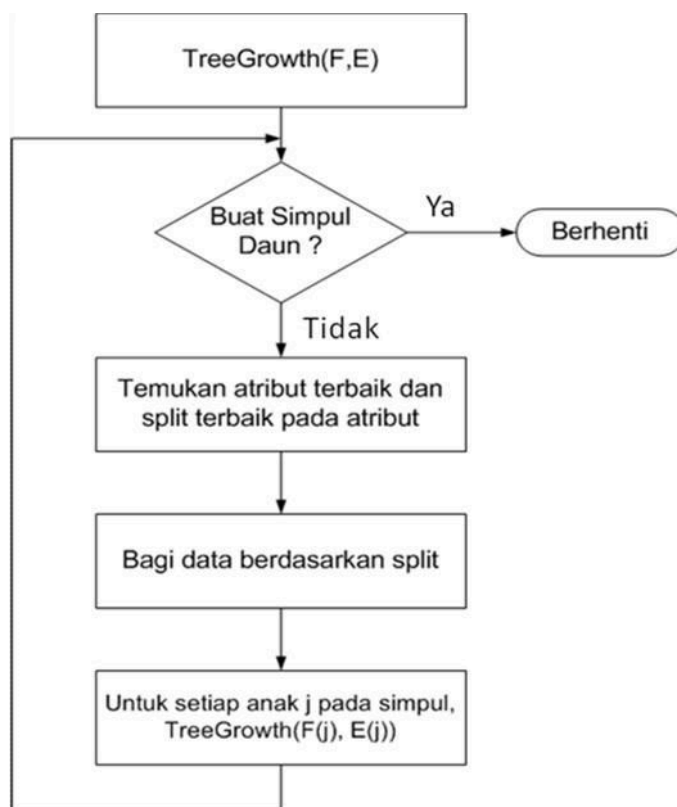 TreeGrowth(F,E)
Buat Simpul
Daun ?
Ya
Berhenti
Tidak
Temukan atribut terbaik dan
split terbaik pada atribut
Bagi data berdasarkan split
Untuk setiap anak j pada simpul,
TreeGrowth(F(j), E(j))